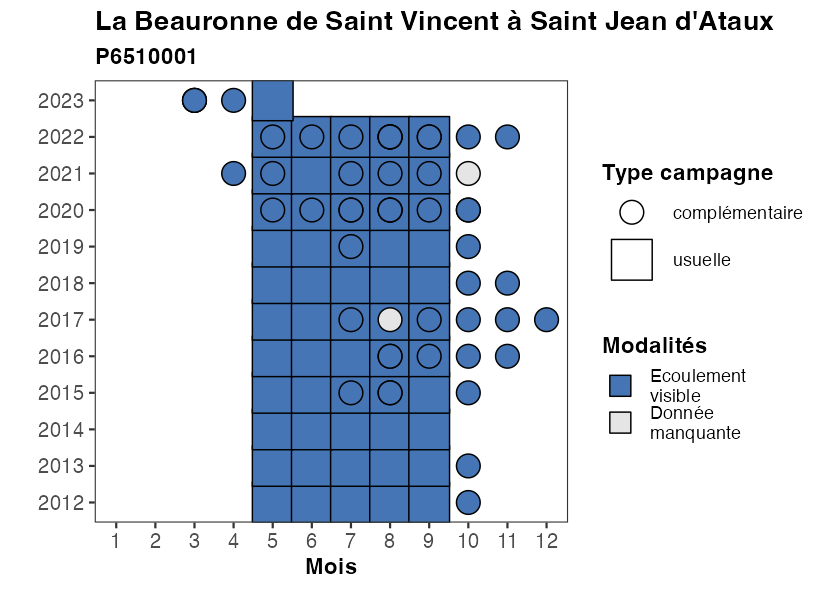 La Beauronne de Saint Vincent à Saint Jean d'Ataux
P6510001
2023
2022
2021
2020
2019
2018
2017
2016
2015
2014
2013
2012
1 2 3 4 5 6 7 8 9 10 11 12
Mois
Type campagne
complémentaire
usuelle
Modalités
Ecoulement
visible
Donnée
manquante